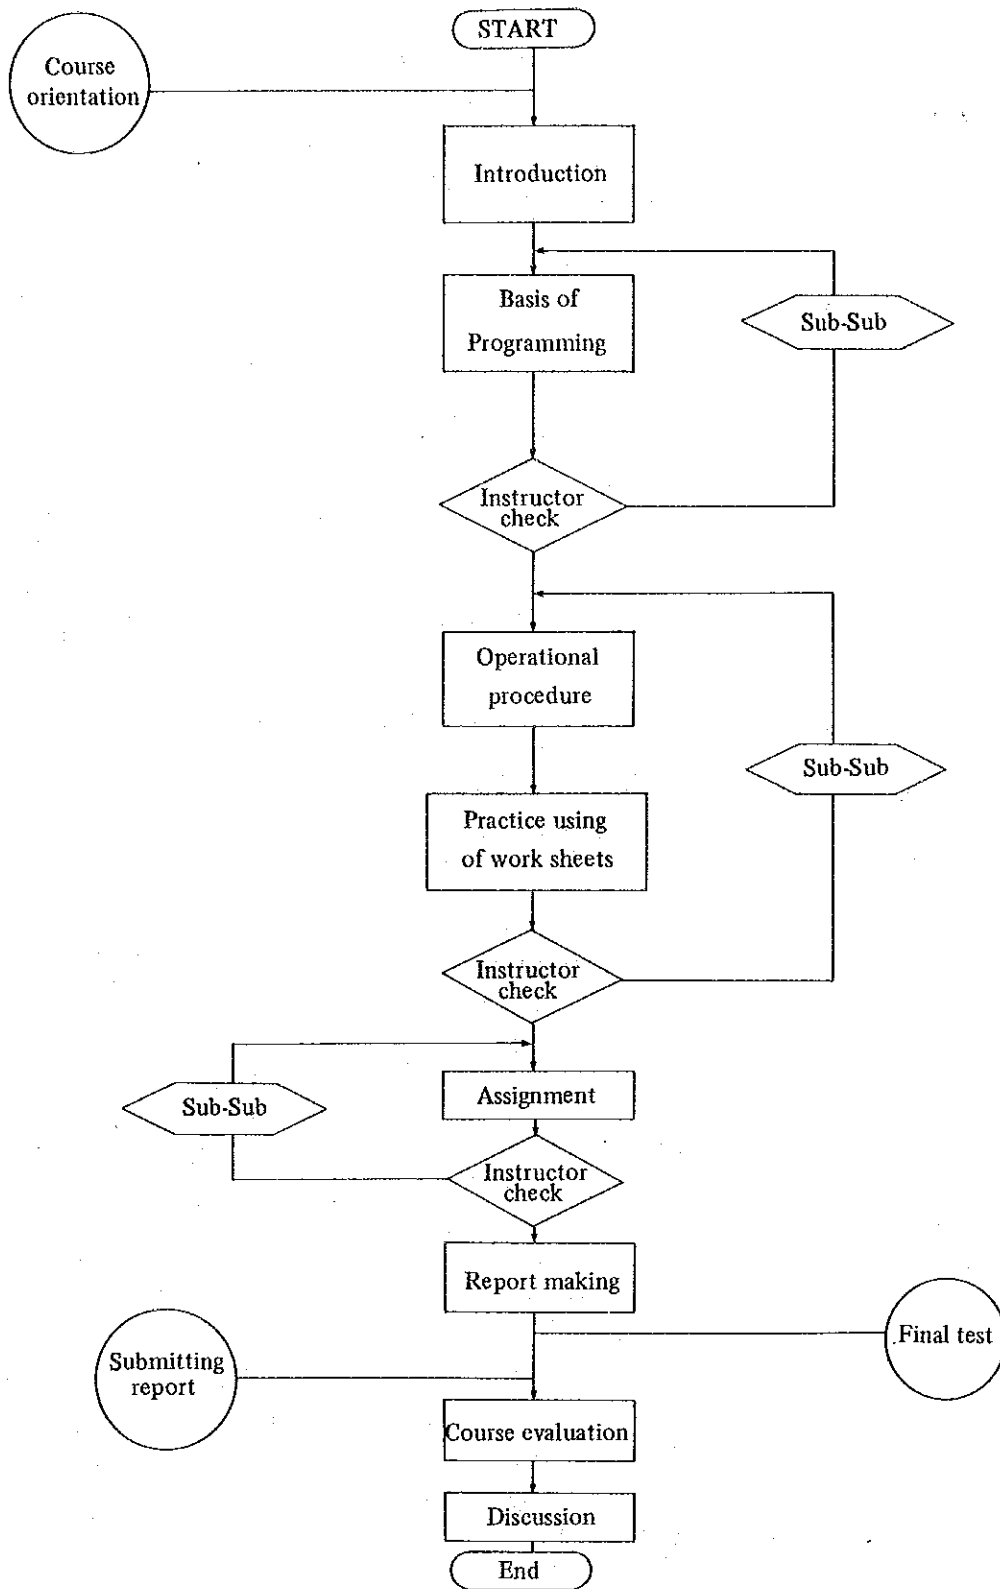 START
Course
orientation
Introduction
Basis of
Programming
Sub-Sub
Instructor
check
Operational
procedure
Sub-Sub
Practice using
of work sheets
Instructor
check
Assignment
Sub-Sub
Instructor
check
Report making
Final test
Submitting
report
Course evaluation
Discussion
End